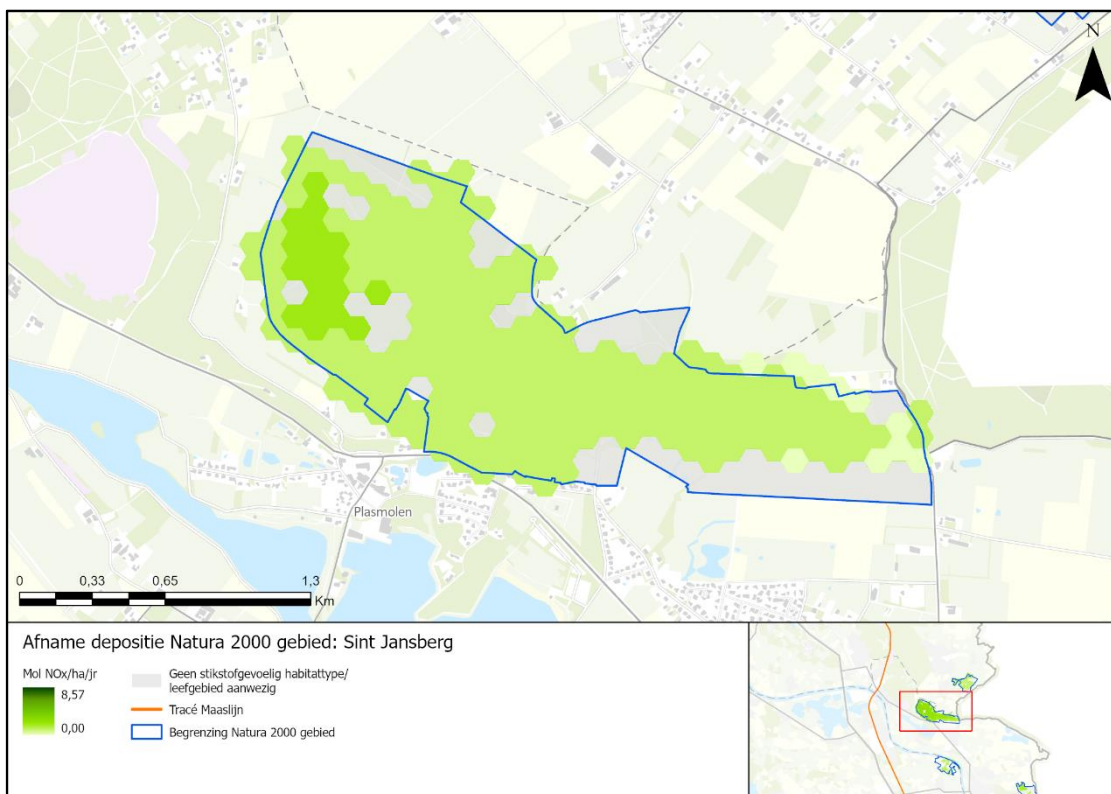 N
Plasmolen
0 0,33 0,65 1,3
Km
Afname depositie Natura 2000 gebied: Sint Jansberg
Mol NOx/ha/jr
8,57
0,00
Geen stikstofgevoelig habitattype/
leefgebied aanwezig
Tracé Maaslijn
Begrenzing Natura 2000 gebied